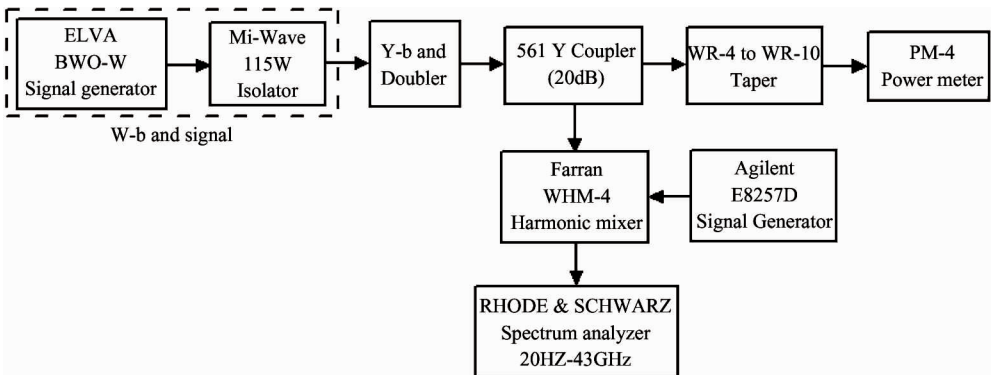 ELVA
BWO-W
Signal generator
Mi-Wave
115W
Isolator
W-b and signal
Y-b and
Doubler
561 Y Coupler
(20dB)
WR-4 to WR-10
Taper
PM-4
Power meter
Farran
WHM-4
Harmonic mixer
Agilent
E8257D
Signal Generator
RHODE & SCHWARZ
Spectrum analyzer
20HZ-43GHz